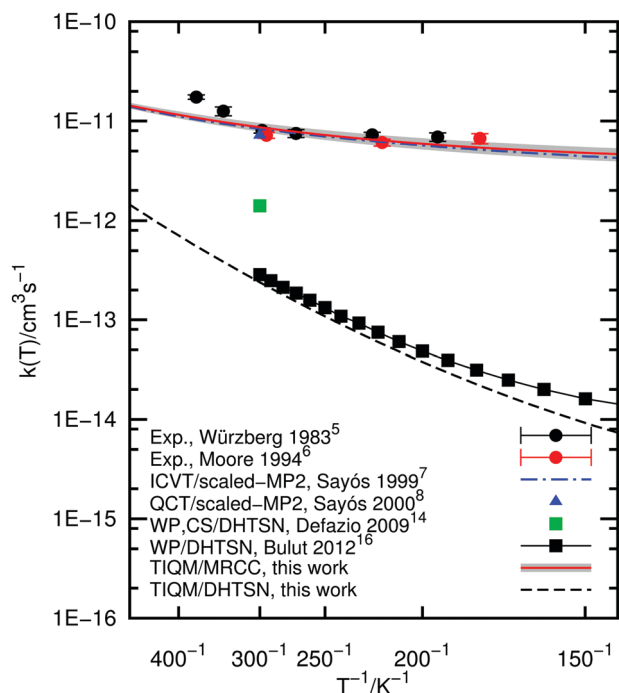 1E−10
1E−11
1E−12
1E−13
1E−14
1E−15
1E−16
k(T)/cm³s⁻¹
Exp., Würzberg 1983⁵
Exp., Moore 1994⁶
ICVT/scaled−MP2, Sayós 1999⁷
QCT/scaled−MP2, Sayós 2000⁸
WP,CS/DHTSN, Defazio 2009¹⁴
WP/DHTSN, Bulut 2012¹⁶
TIQM/MRCC, this work
TIQM/DHTSN, this work
400⁻¹ 300⁻¹ 250⁻¹ 200⁻¹ 150⁻¹
T⁻¹/K⁻¹